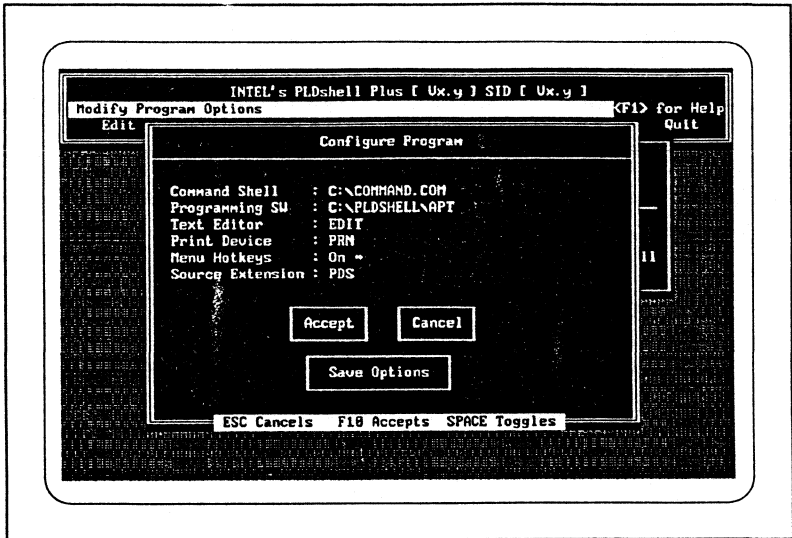 INTEL's PLDshell Plus [ Vx.y ] SID [ Vx.y ]
Modify Program Options <F1> for Help
Edit Quit
Configure Program
Command Shell : C:\COMMAND.COM
Programming SW : C:\PLDSHELL\APT
Text Editor : EDIT
Print Device : PRN
Menu Hotkeys : On ↔
Source Extension : PDS
ll
Accept Cancel
Save Options
ESC Cancels F10 Accepts SPACE Toggles